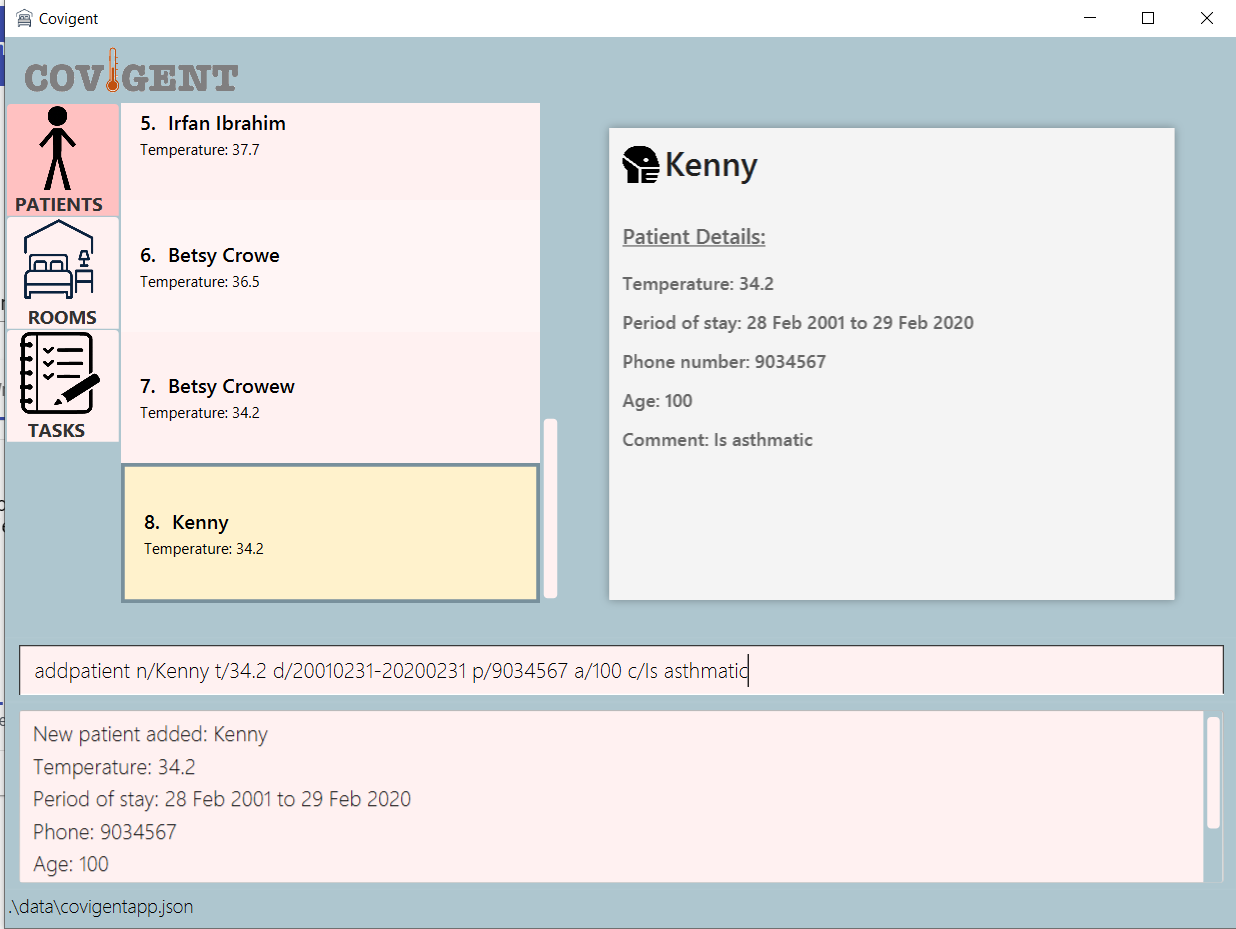 Covigent
COVIGENT
PATIENTS
ROOMS
TASKS
5. Irfan Ibrahim
Temperature: 37.7
6. Betsy Crowe
Temperature: 36.5
7. Betsy Crowew
Temperature: 34.2
8. Kenny
Temperature: 34.2
Kenny
Patient Details:
Temperature: 34.2
Period of stay: 28 Feb 2001 to 29 Feb 2020
Phone number: 9034567
Age: 100
Comment: Is asthmatic
addpatient n/Kenny t/34.2 d/20010231-20200231 p/9034567 a/100 c/Is asthmatic
New patient added: Kenny
Temperature: 34.2
Period of stay: 28 Feb 2001 to 29 Feb 2020
Phone: 9034567
Age: 100
.\data\covigentapp.json